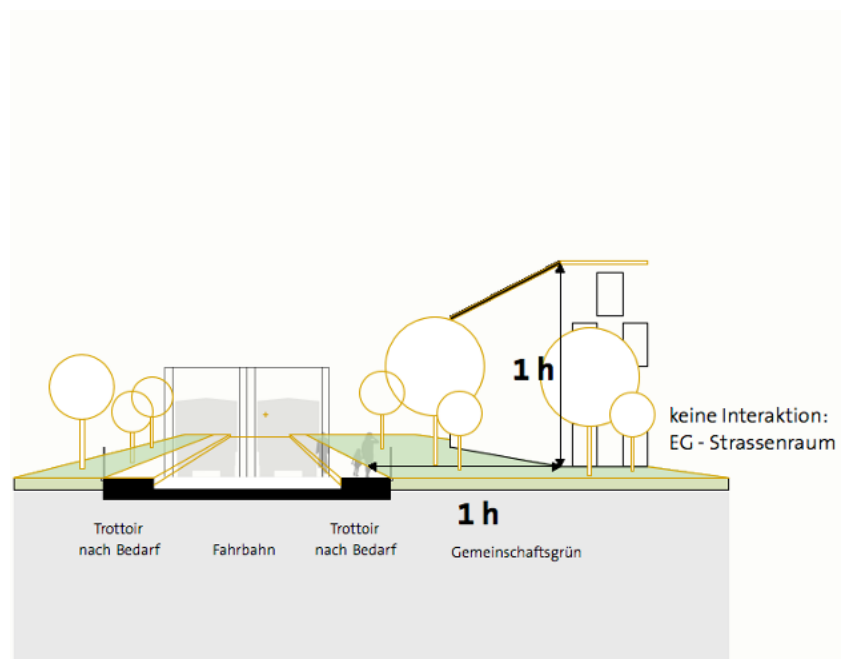 1 h
keine Interaktion:
EG - Strassenraum
1 h
Trottoir
nach Bedarf
Fahrbahn
Trottoir
nach Bedarf
Gemeinschaftsgrün